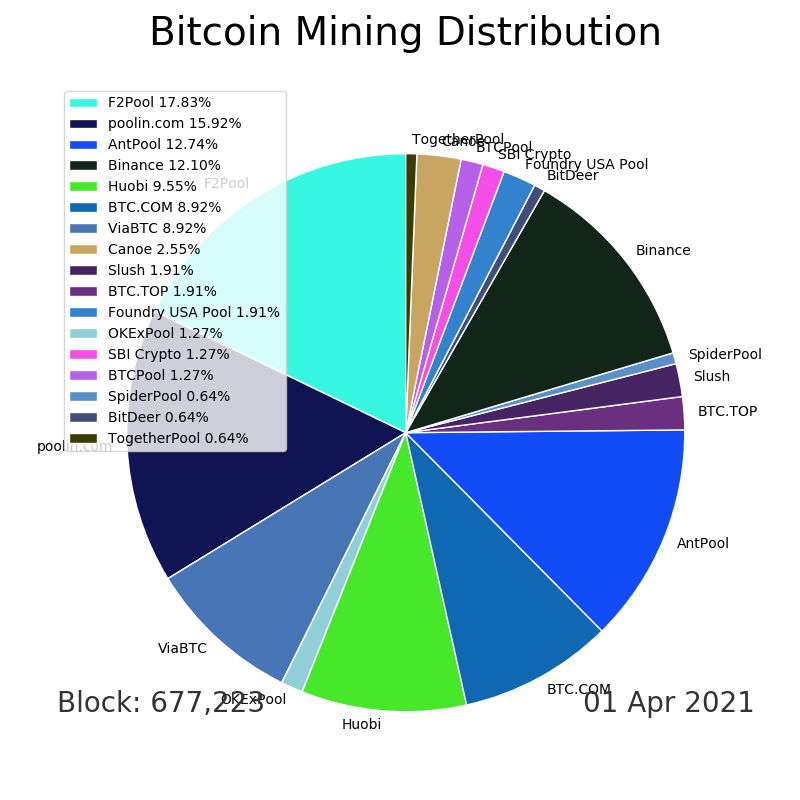 Bitcoin Mining Distribution
F2Pool 17.83%
poolin.com 15.92%
AntPool 12.74%
Binance 12.10%
Huobi 9.55%
BTC.COM 8.92%
ViaBTC 8.92%
Canoe 2.55%
Slush 1.91%
BTC.TOP 1.91%
Foundry USA Pool 1.91%
OKExPool 1.27%
SBI Crypto 1.27%
BTCPool 1.27%
SpiderPool 0.64%
BitDeer 0.64%
TogetherPool 0.64%
TogetherPool
Canoe
BTCPool
SBI Crypto
Foundry USA Pool
BitDeer
F2Pool
Binance
SpiderPool
Slush
BTC.TOP
poolin.com
AntPool
ViaBTC
BTC.COM
OKExPool
Huobi
Block: 677,223
01 Apr 2021